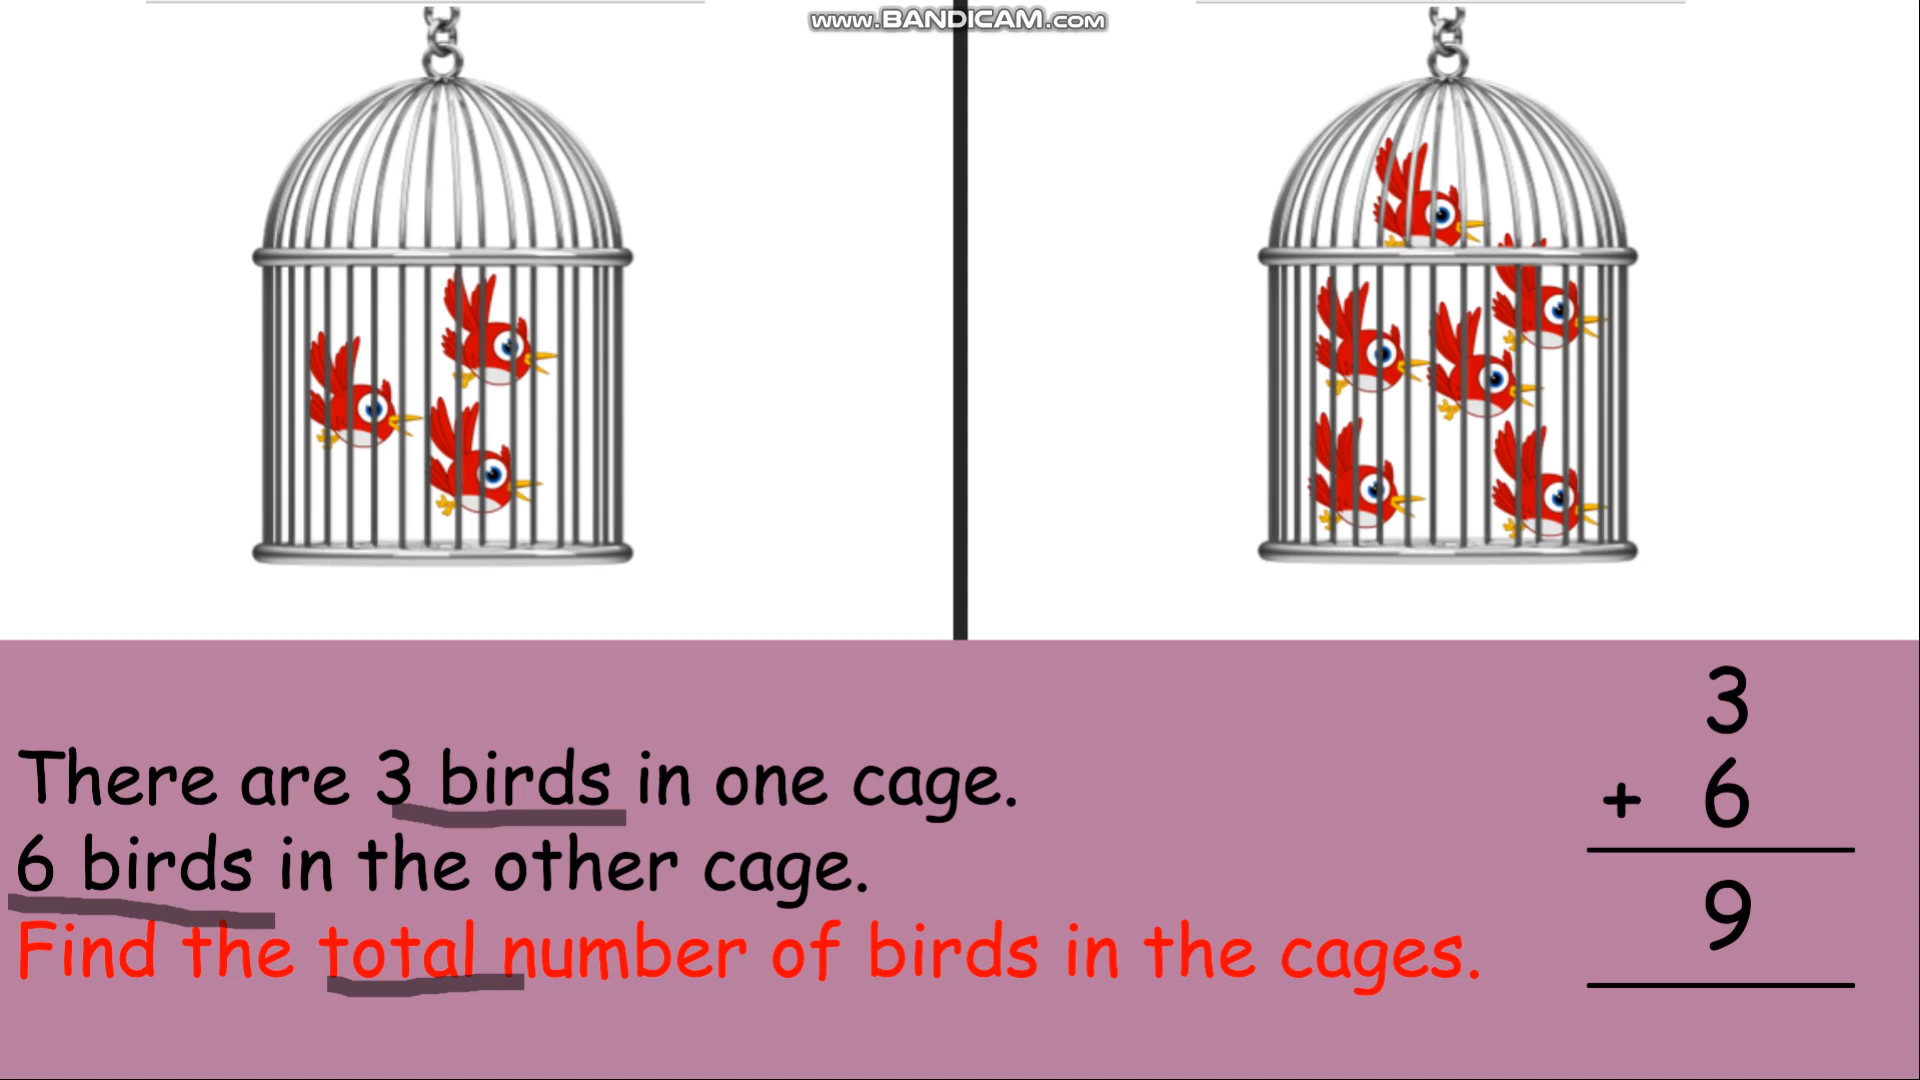 www.BANDICAM.com
There are 3 birds in one cage.
6 birds in the other cage.
Find the total number of birds in the cages.
3
+ 6
9